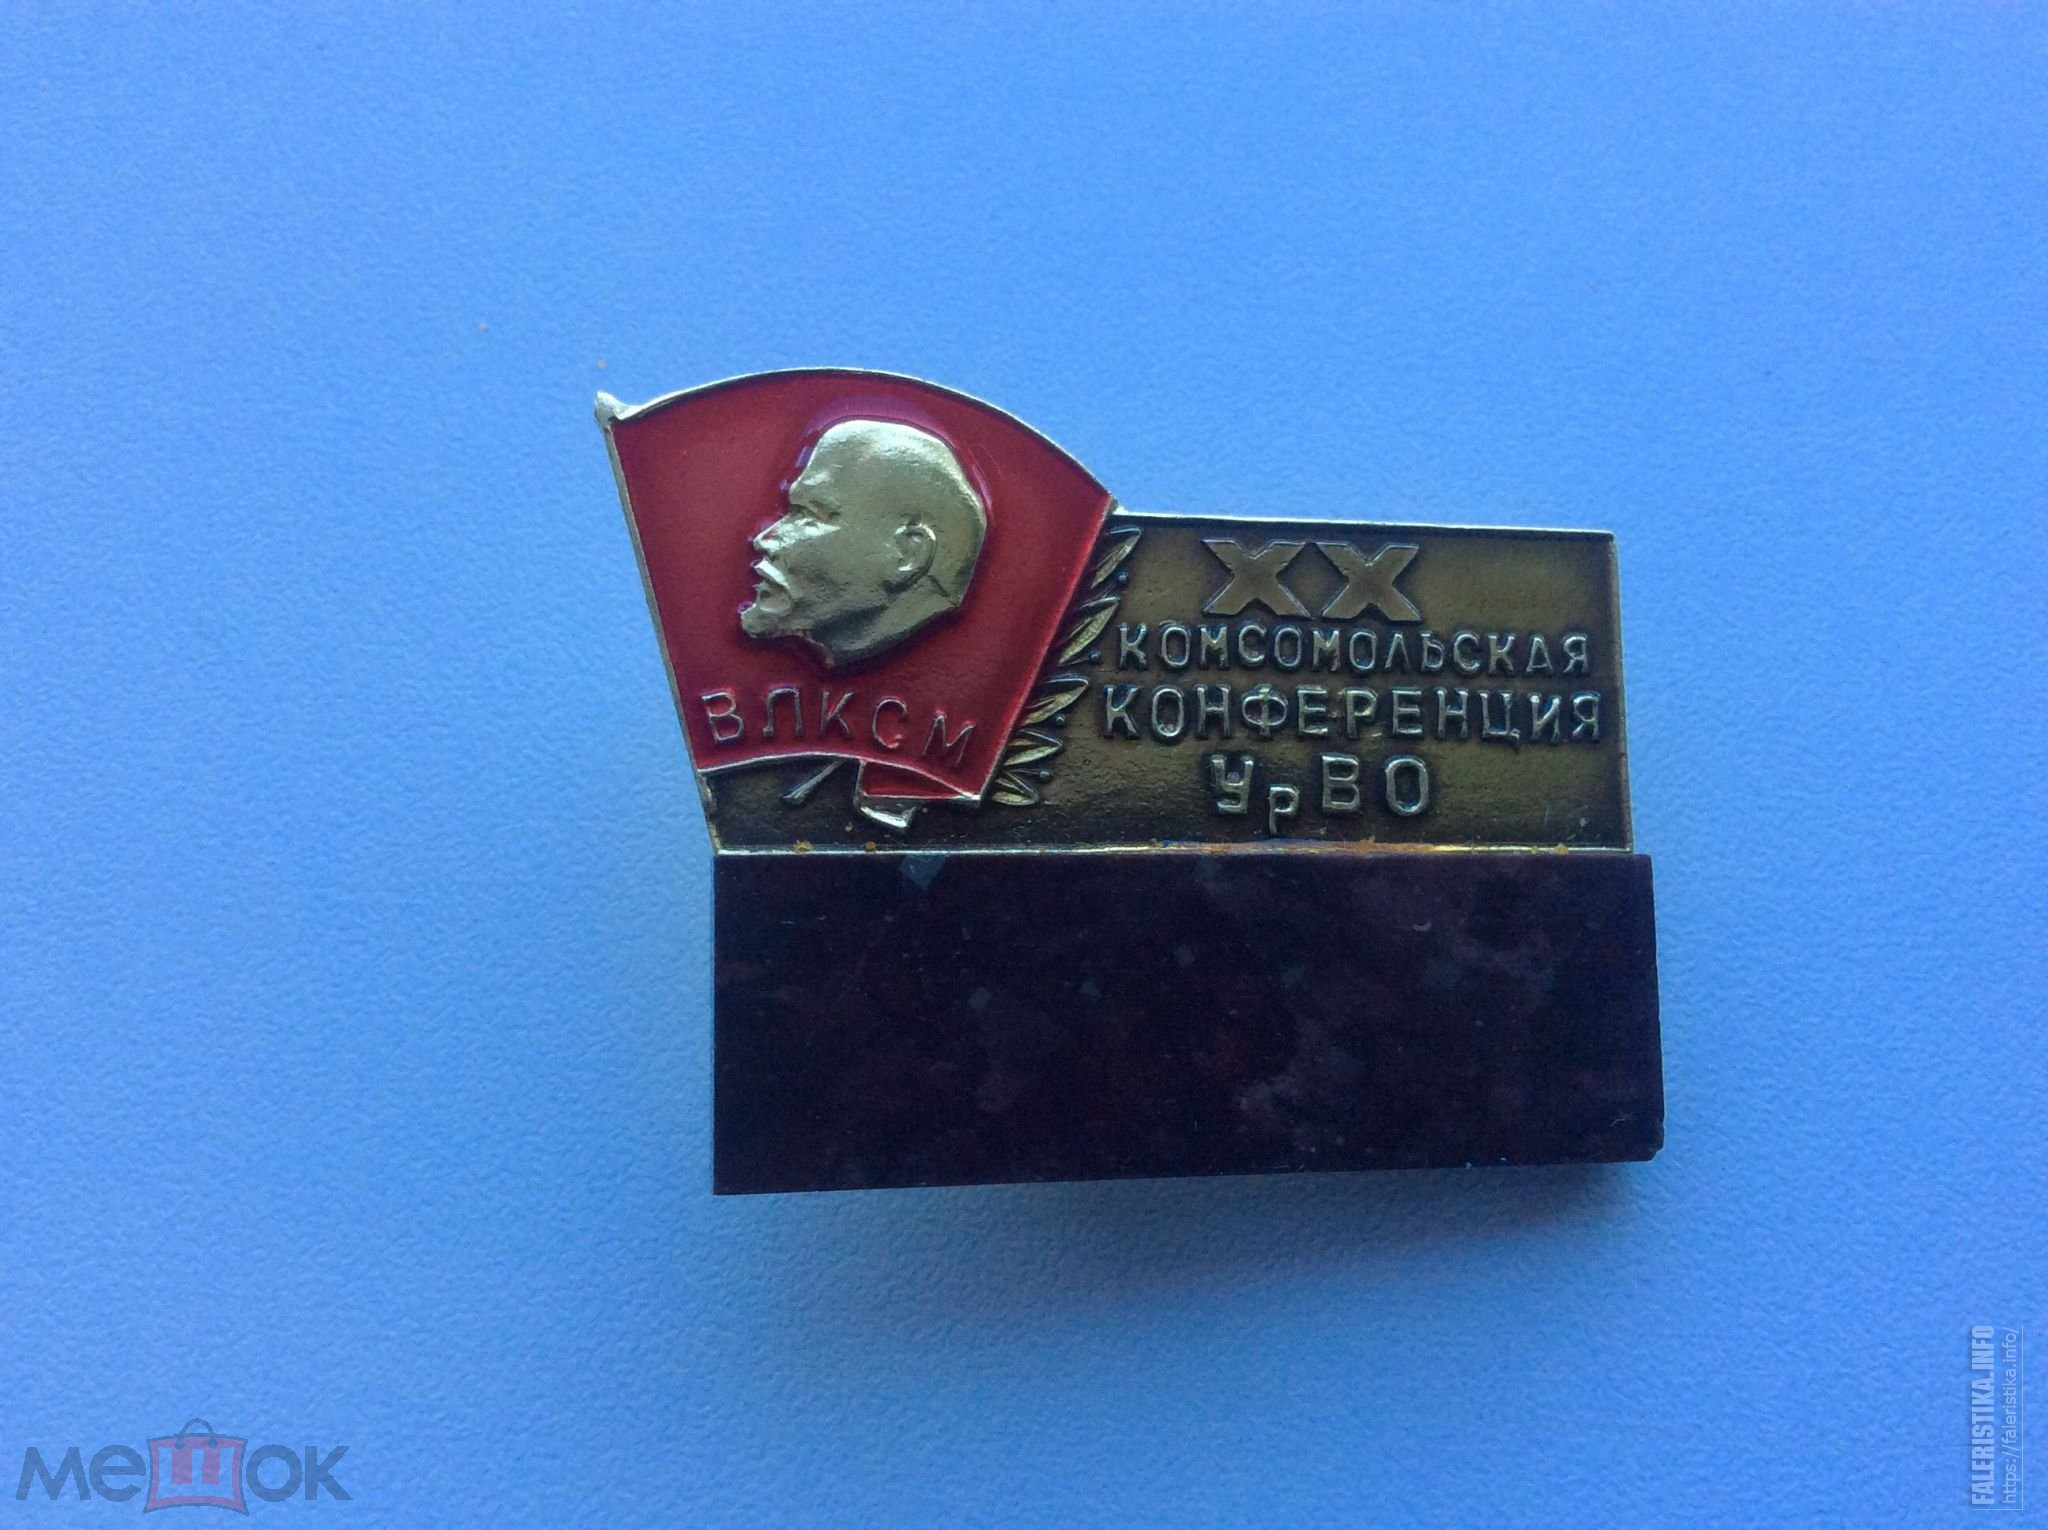 ВЛКСМ
XX
КОМСОМОЛЬСКАЯ
КОНФЕРЕНЦИЯ
УрВО
мешок
FALERISTIKA.INFO
https://faleristika.info/